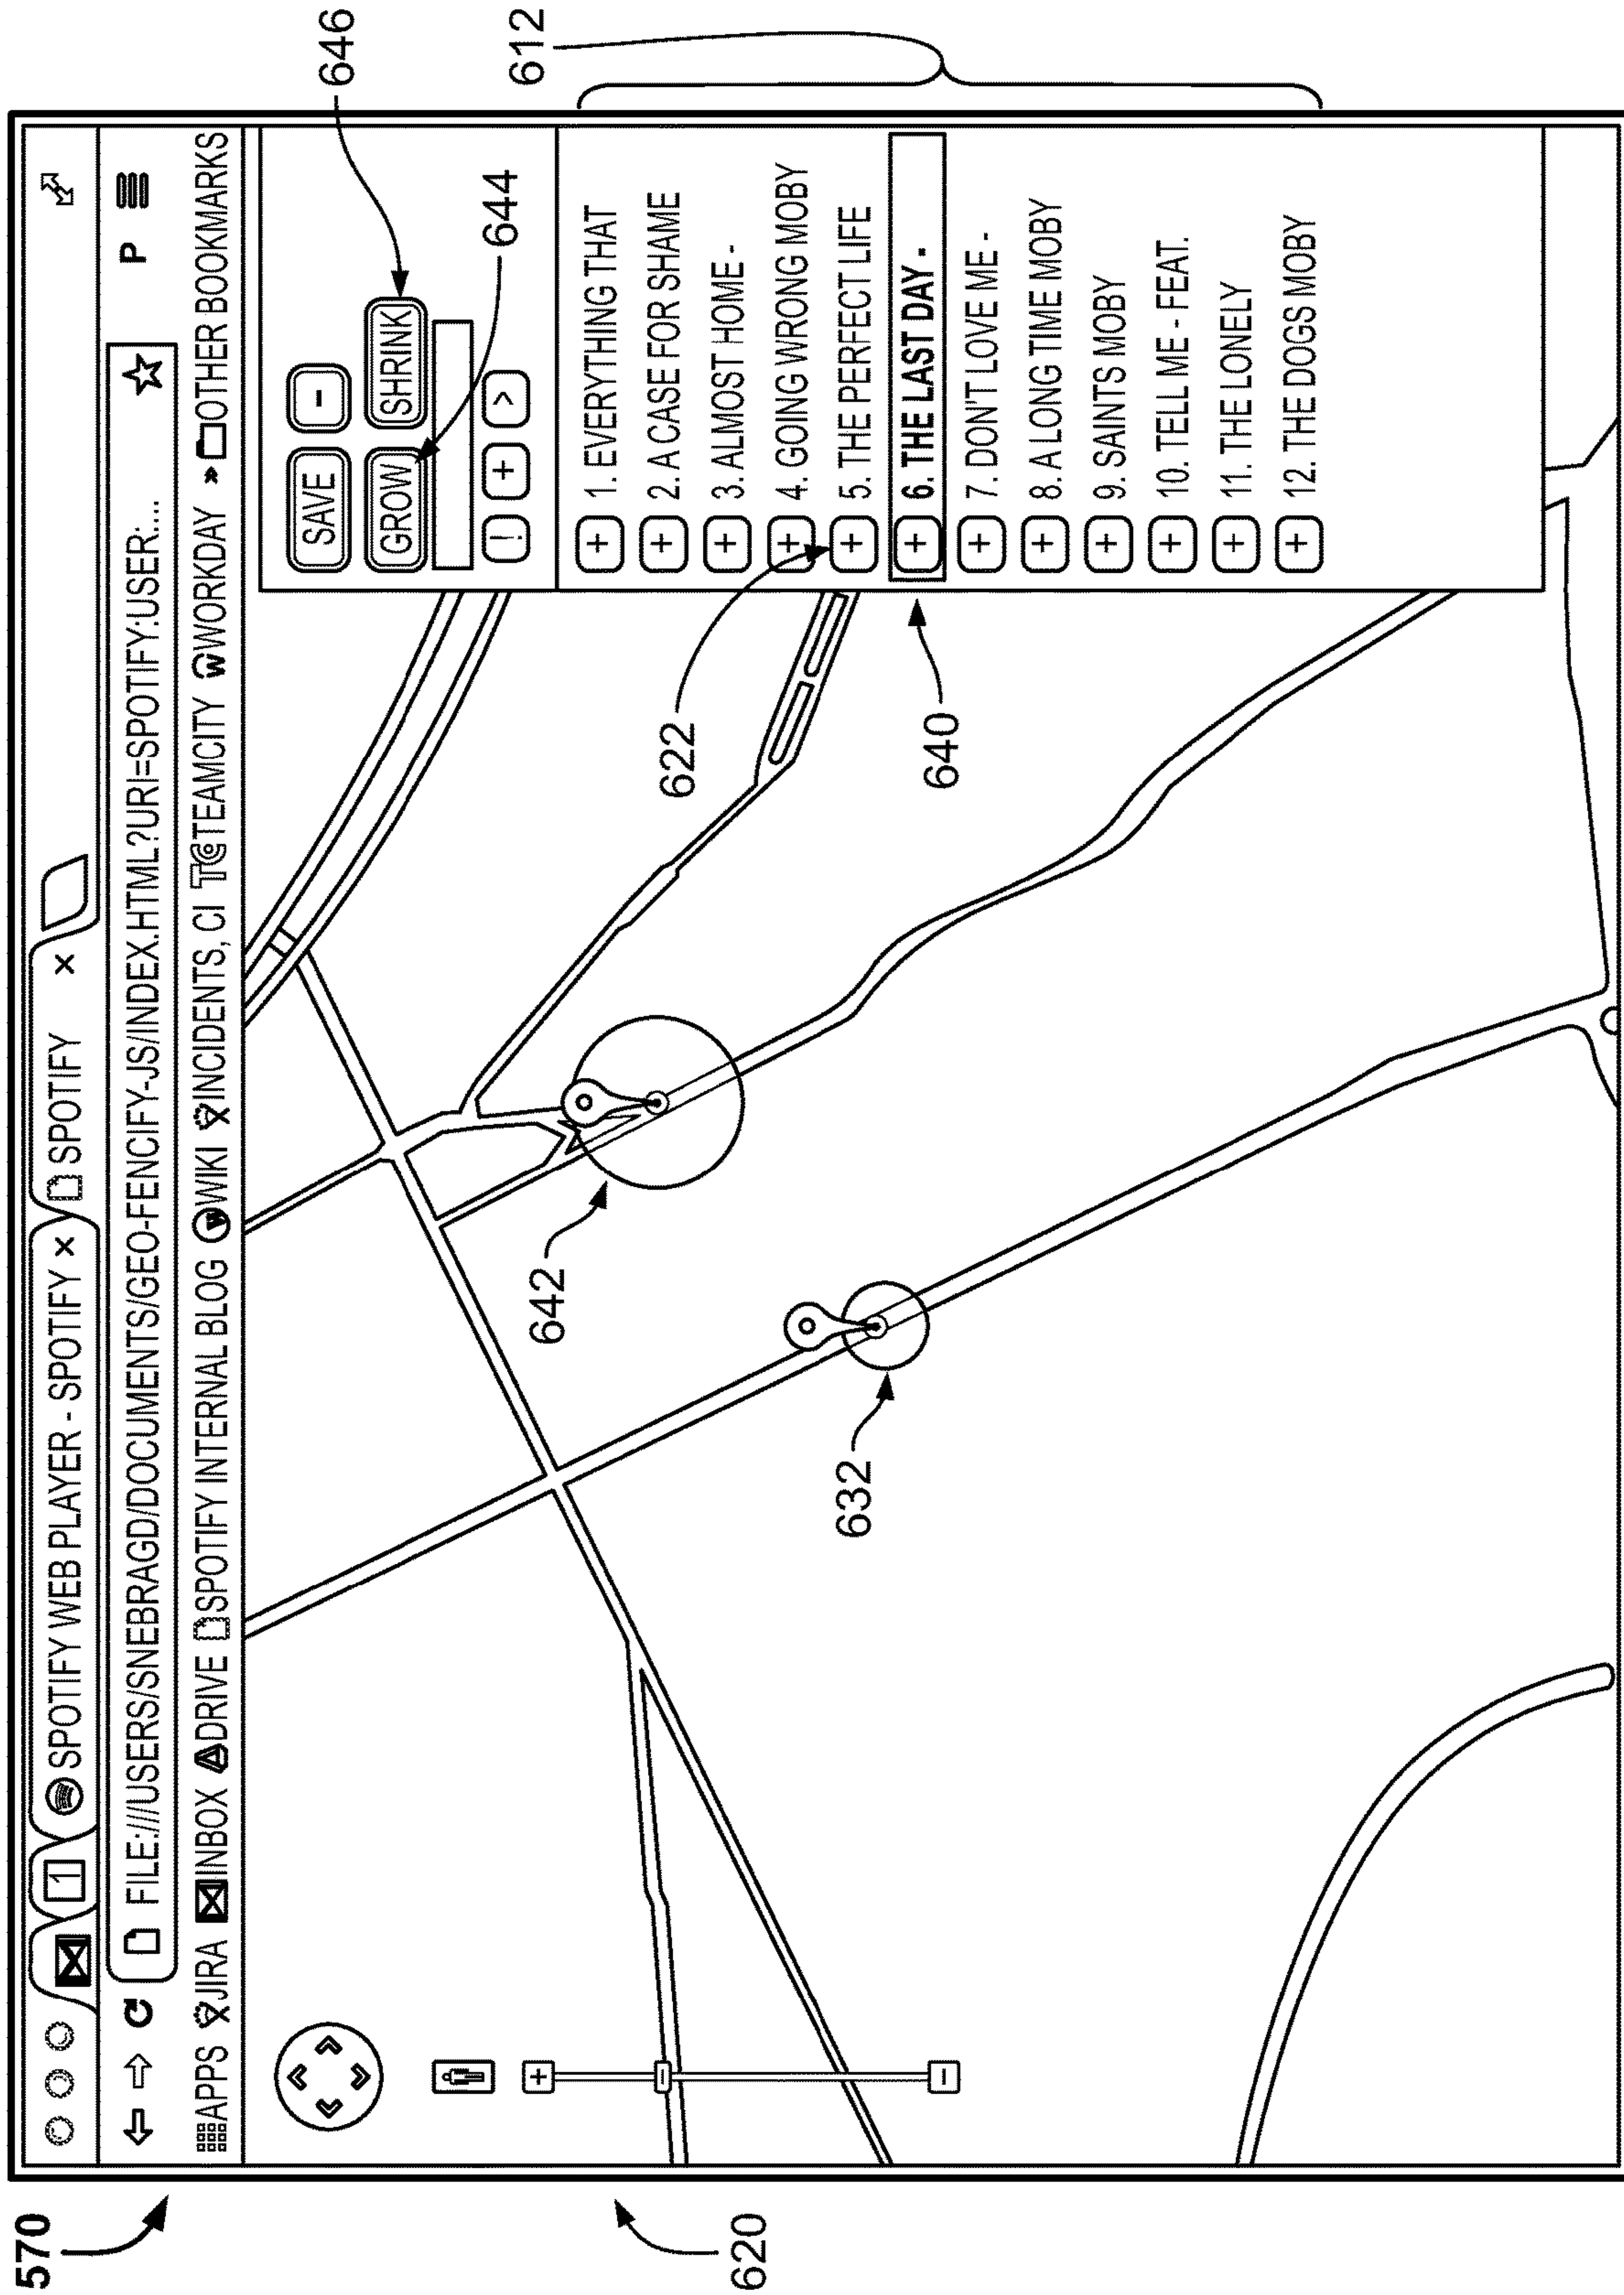 570
1 SPOTIFY WEB PLAYER - SPOTIFY × SPOTIFY ×
FILE:///USERS/SNEBRAGD/DOCUMENTS/GEO-FENCIFY-JS/INDEX.HTML?URI=SPOTIFY:USER:... P
APPS JIRA INBOX DRIVE SPOTIFY INTERNAL BLOG W WIKI INCIDENTS, CI TC TEAMCITY W WORKDAY » OTHER BOOKMARKS
SAVE -
GROW SHRINK
! + >
646
644
612
+ 1. EVERYTHING THAT
+ 2. A CASE FOR SHAME
+ 3. ALMOST HOME -
+ 4. GOING WRONG MOBY
+ 5. THE PERFECT LIFE
+ 6. THE LAST DAY -
+ 7. DON'T LOVE ME -
+ 8. A LONG TIME MOBY
+ 9. SAINTS MOBY
+ 10. TELL ME - FEAT.
+ 11. THE LONELY
+ 12. THE DOGS MOBY
+
-
-
642
622
620
632
640